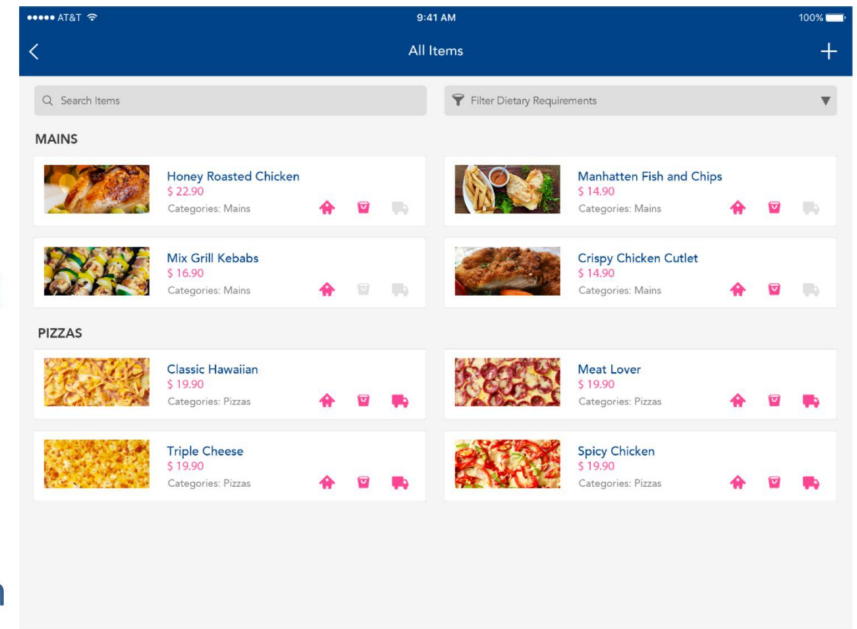 AT&T 9:41 AM 100%
All Items
Search Items
Filter Dietary Requirements
MAINS
Honey Roasted Chicken
$ 22.90
Categories: Mains
Manhatten Fish and Chips
$ 14.90
Categories: Mains
Mix Grill Kebabs
$ 16.90
Categories: Mains
Crispy Chicken Cutlet
$ 14.90
Categories: Mains
PIZZAS
Classic Hawaiian
$ 19.90
Categories: Pizzas
Meat Lover
$ 19.90
Categories: Pizzas
Triple Cheese
$ 19.90
Categories: Pizzas
Spicy Chicken
$ 19.90
Categories: Pizzas